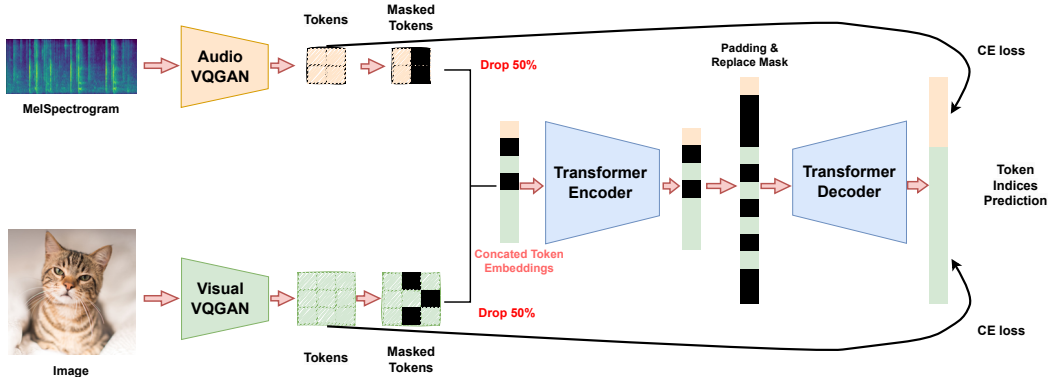 Tokens
Masked
Tokens
Audio
VQGAN
MelSpectrogram
Drop 50%
Padding &
Replace Mask
CE loss
Transformer
Encoder
Transformer
Decoder
Token
Indices
Prediction
Concated Token
Embeddings
Visual
VQGAN
Drop 50%
CE loss
Image
Tokens
Masked
Tokens